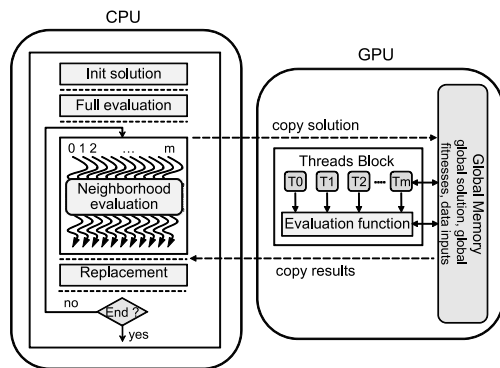 CPU
Init solution
Full evaluation
0 1 2 ... m
Neighborhood
evaluation
Replacement
no
End ?
yes
copy solution
copy results
GPU
Threads Block
T0 T1 T2 Tm
Evaluation function
Global Memory
global solution, global
fitnesses, data inputs